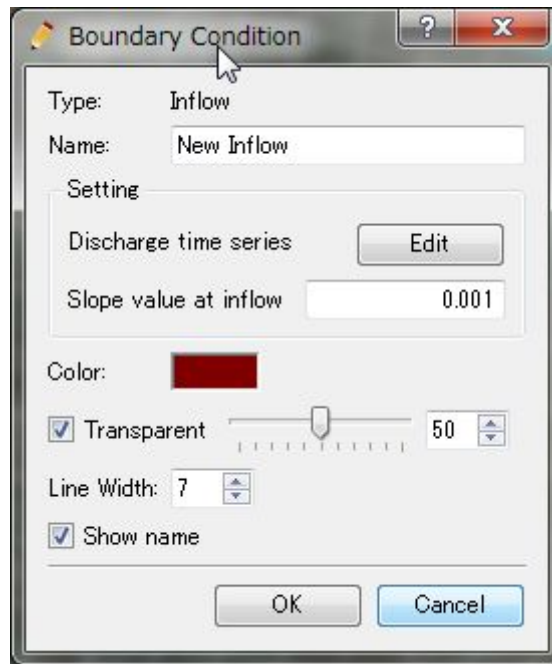 Boundary Condition ?
Type: Inflow
Name: New Inflow
Setting
Discharge time series Edit
Slope value at inflow 0.001
Color:
Transparent 50
Line Width: 7
Show name
OK Cancel